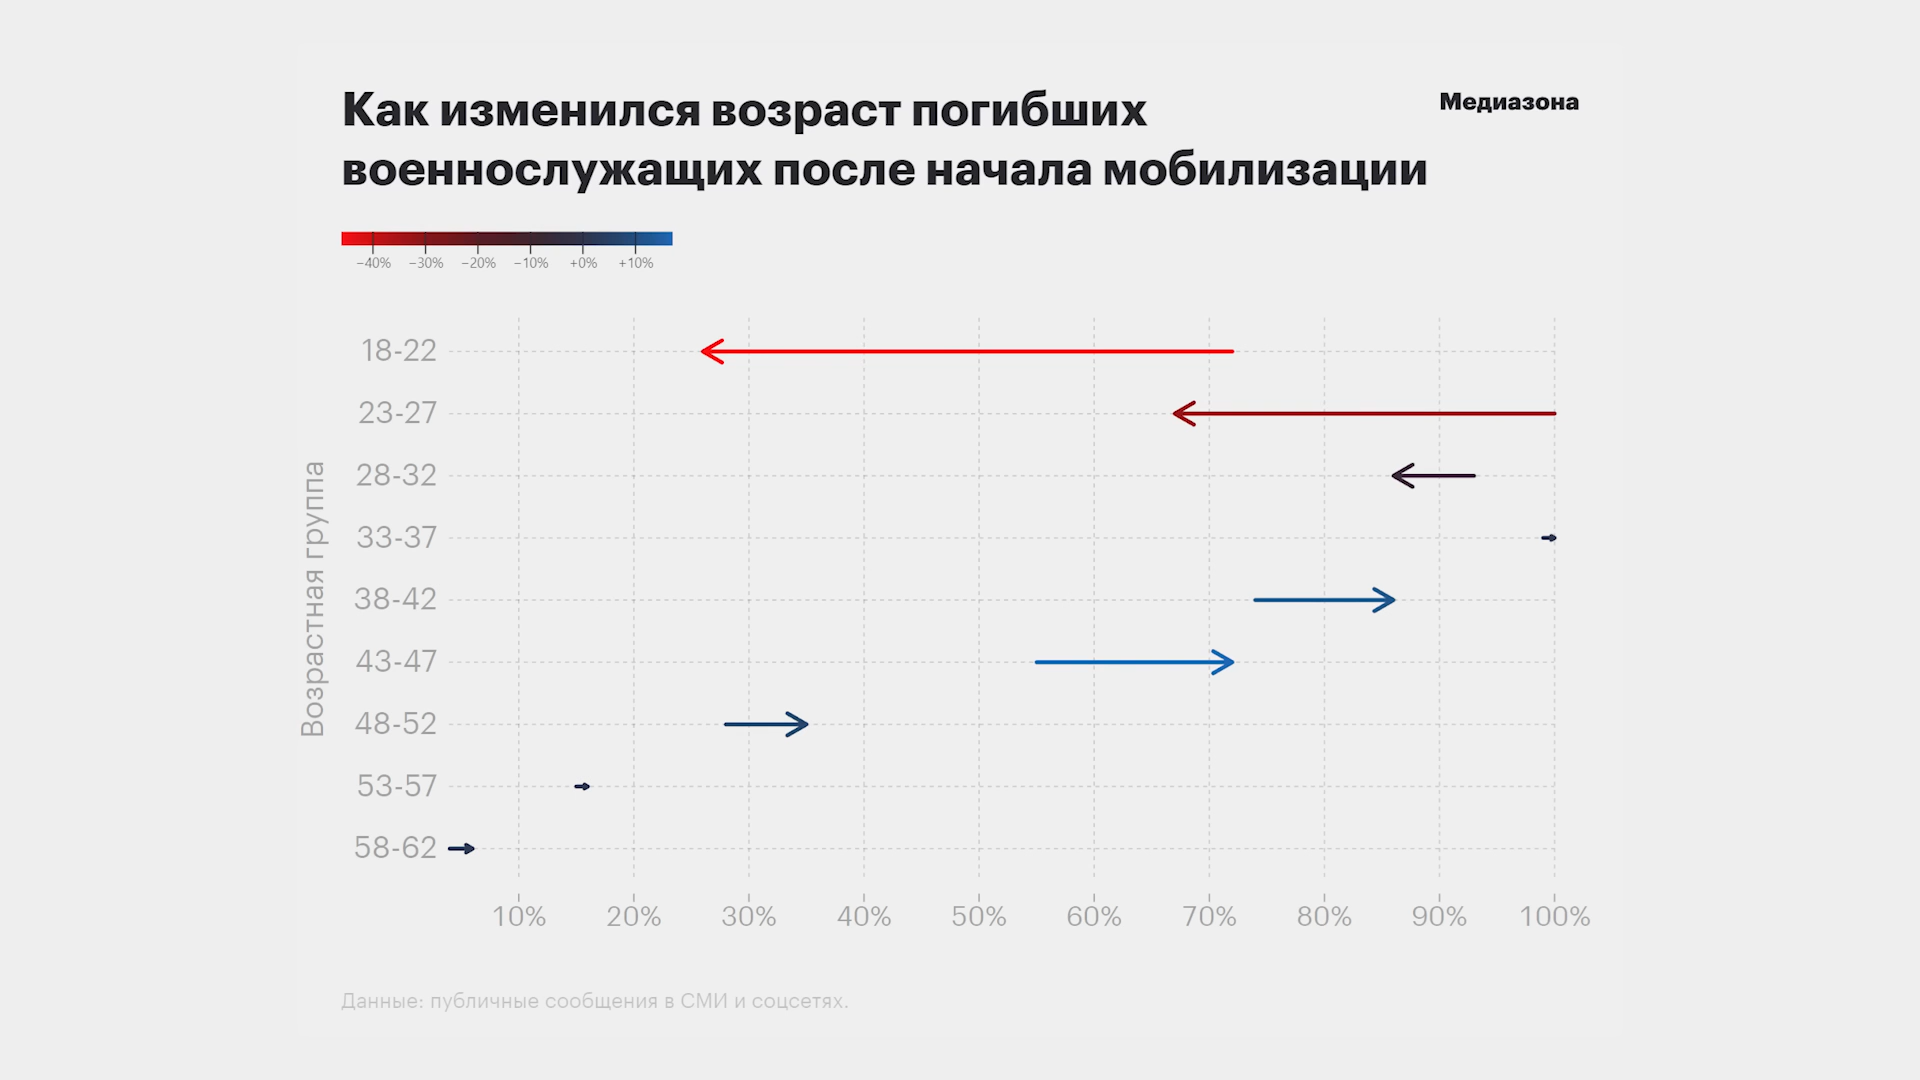 Как изменился возраст погибших
военнослужащих после начала мобилизации
Медиазона
−40% −30% −20% −10% +0% +10%
Возрастная группа
18-22
23-27
28-32
33-37
38-42
43-47
48-52
53-57
58-62
10% 20% 30% 40% 50% 60% 70% 80% 90% 100%
Данные: публичные сообщения в СМИ и соцсетях.